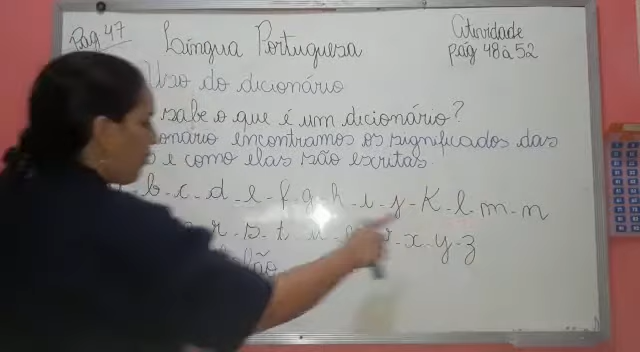 Pag 47
Língua Portuguesa
Atividade
pág 48 à 52
Uso do dicionário
sabe o que é um dicionário?
encontramos os significados das
e como elas são escritas.
b - c - d - e - f - g - h - i - j - K - l - m - n
r - s - t - u
x - y - z